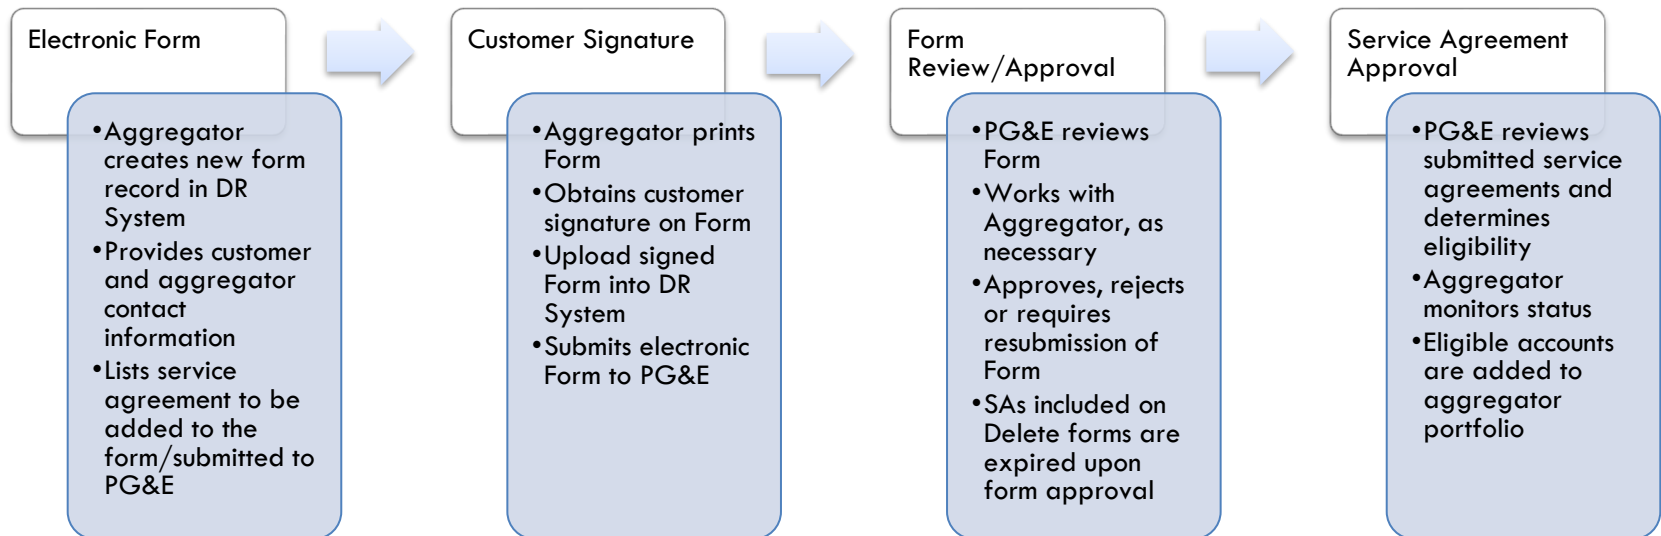 Electronic Form
•Aggregator
creates new form
record in DR
System
•Provides customer
and aggregator
contact
information
•Lists service
agreement to be
added to the
form/submitted to
PG&E
Customer Signature
•Aggregator prints
Form
•Obtains customer
signature on Form
•Upload signed
Form into DR
System
•Submits electronic
Form to PG&E
Form
Review/Approval
•PG&E reviews
Form
•Works with
Aggregator, as
necessary
•Approves, rejects
or requires
resubmission of
Form
•SAs included on
Delete forms are
expired upon
form approval
Service Agreement
Approval
•PG&E reviews
submitted service
agreements and
determines
eligibility
•Aggregator
monitors status
•Eligible accounts
are added to
aggregator
portfolio